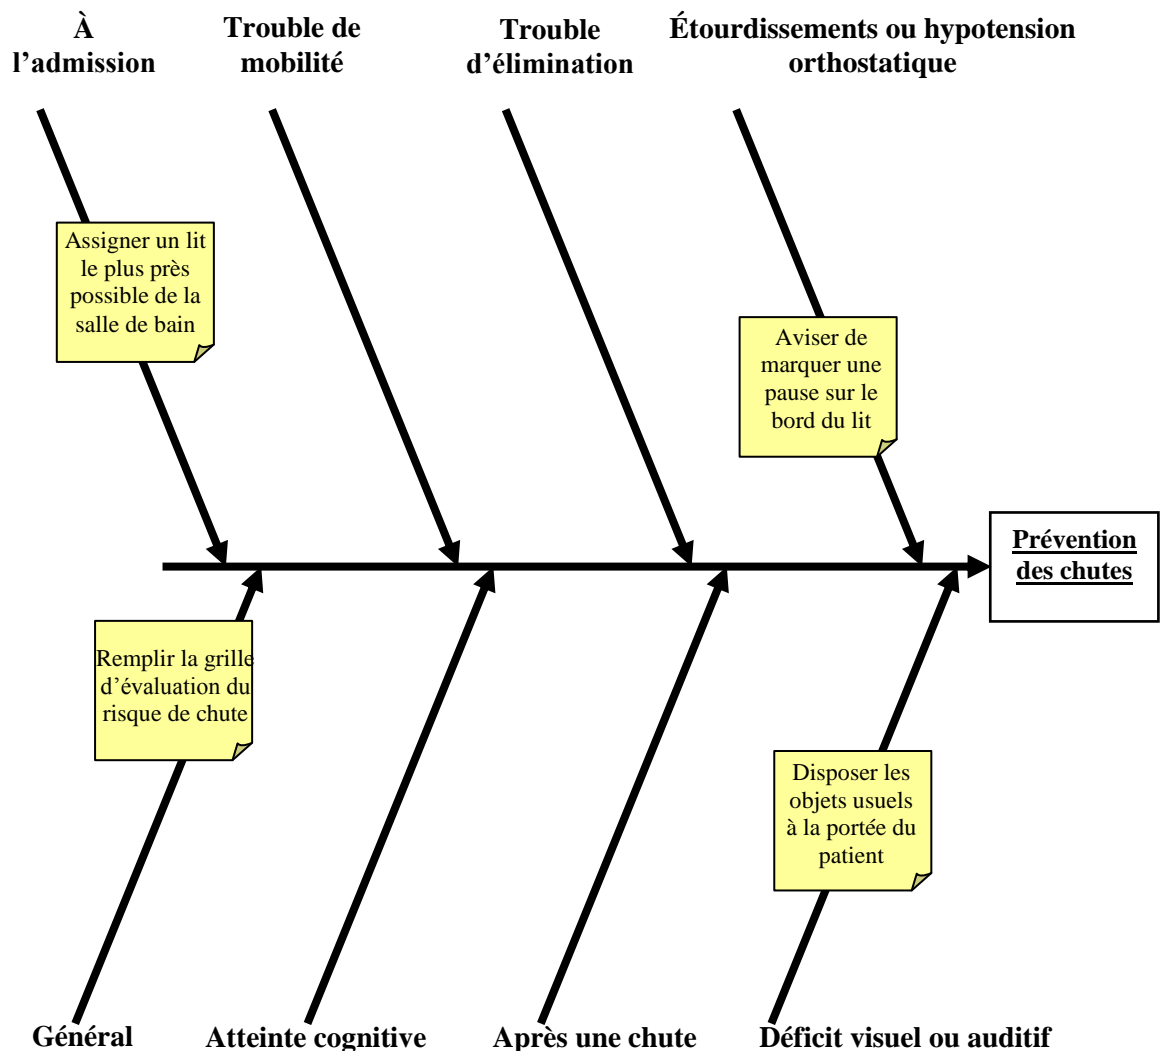 À
l’admission
Trouble de
mobilité
Trouble
d’élimination
Étourdissements ou hypotension
orthostatique
Assigner un lit
le plus près
possible de la
salle de bain
Aviser de
marquer une
pause sur le
bord du lit
Prévention
des chutes
Remplir la grille
d’évaluation du
risque de chute
Disposer les
objets usuels
à la portée du
patient
Général
Atteinte cognitive
Après une chute
Déficit visuel ou auditif